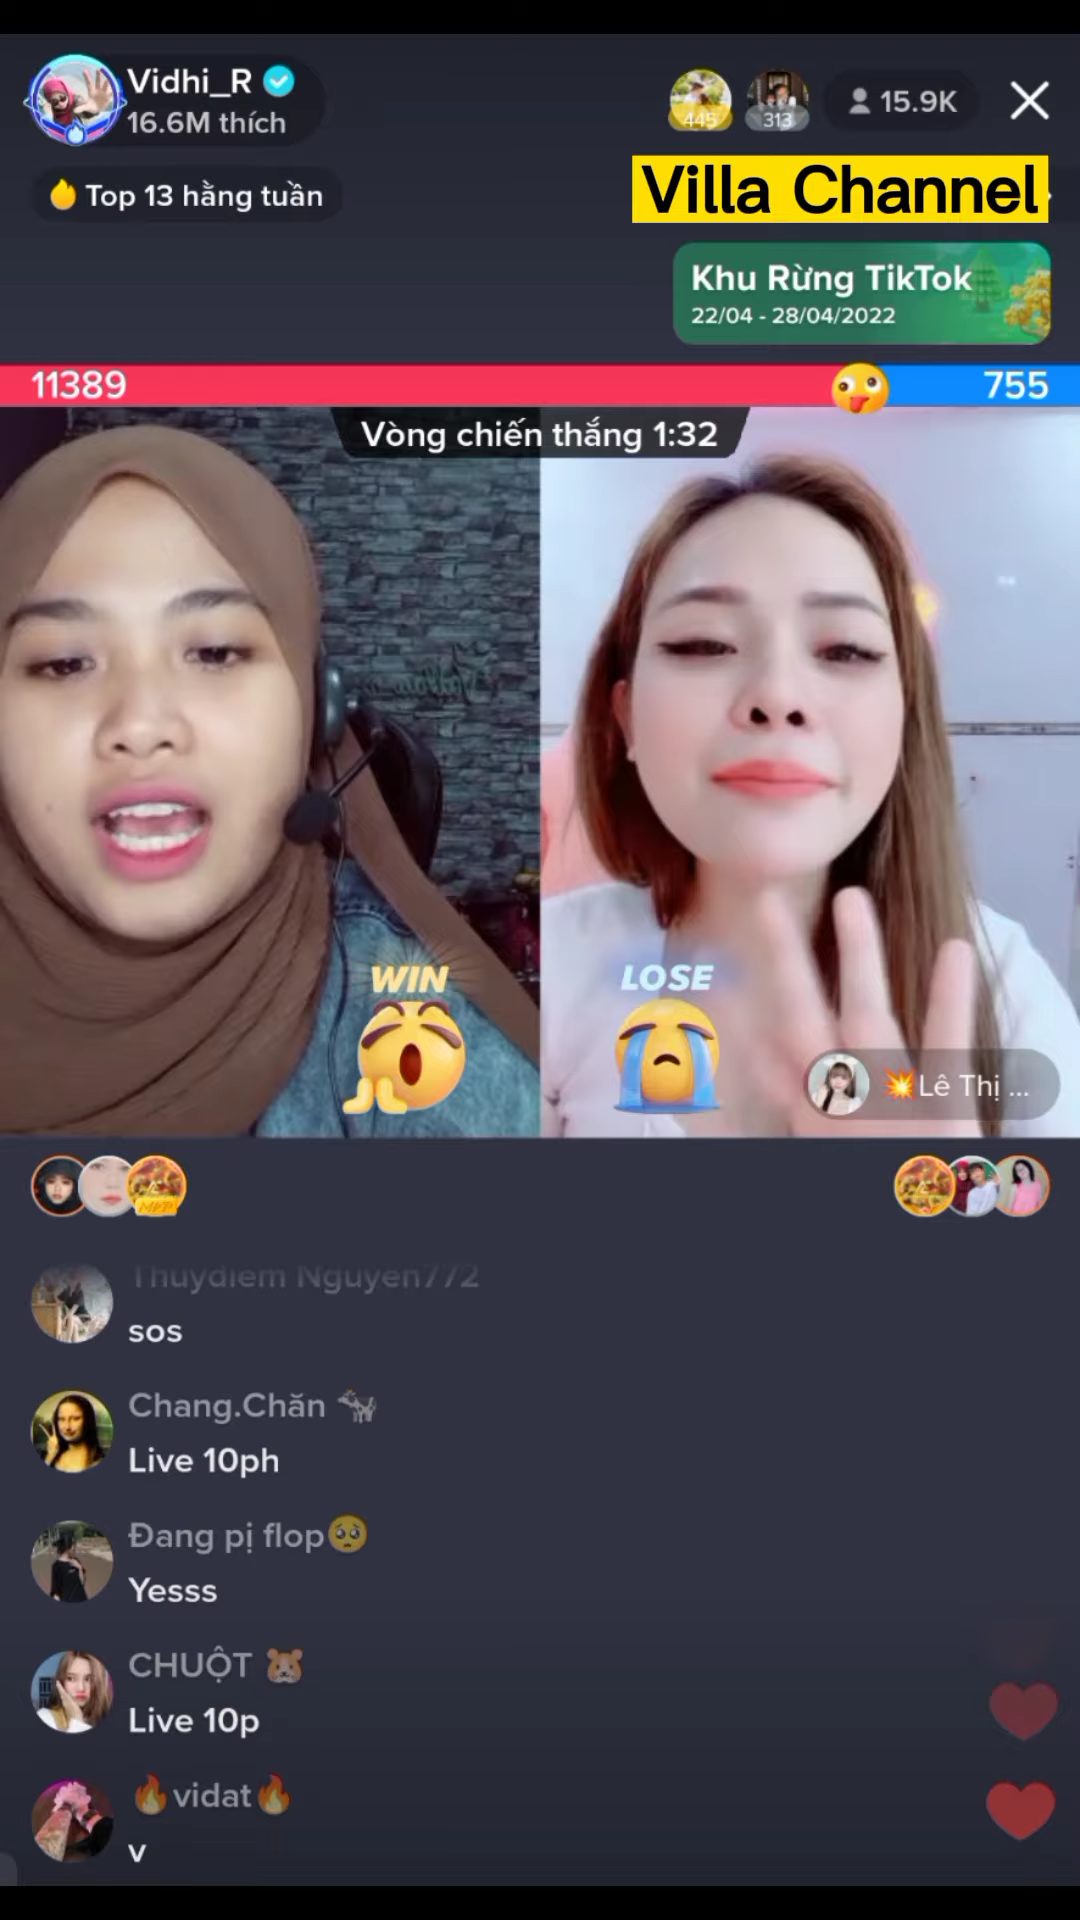 Vidhi_R
16.6M thích
445
313
15.9K
Top 13 hằng tuần
Villa Channel
Khu Rừng TikTok
22/04 - 28/04/2022
11389
755
Vòng chiến thắng 1:32
WIN
LOSE
Lê Thị ...
Thuydiem Nguyen772
sos
Chang.Chăn
Live 10ph
Đang pị flop
Yesss
CHUỘT
Live 10p
vidat
v